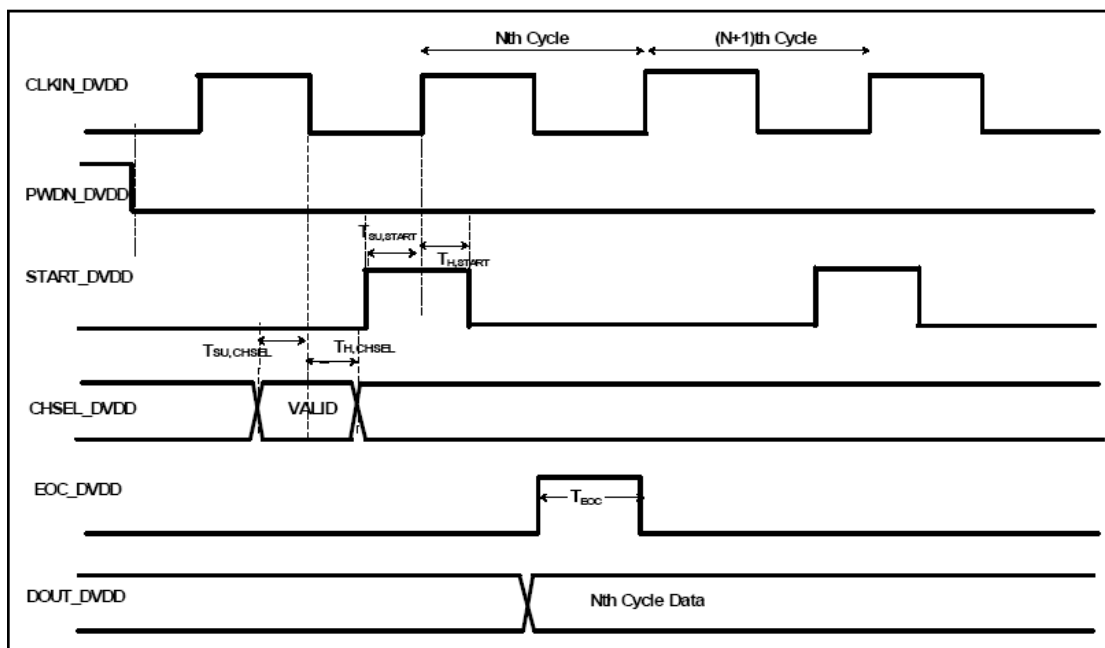 Nth Cycle
(N+1)th Cycle
CLKIN_DVDD
PWDN_DVDD
TSU,START
TH,START
START_DVDD
TSU,CHSEL
TH,CHSEL
CHSEL_DVDD
VALID
EOC_DVDD
TEOC
DOUT_DVDD
Nth Cycle Data